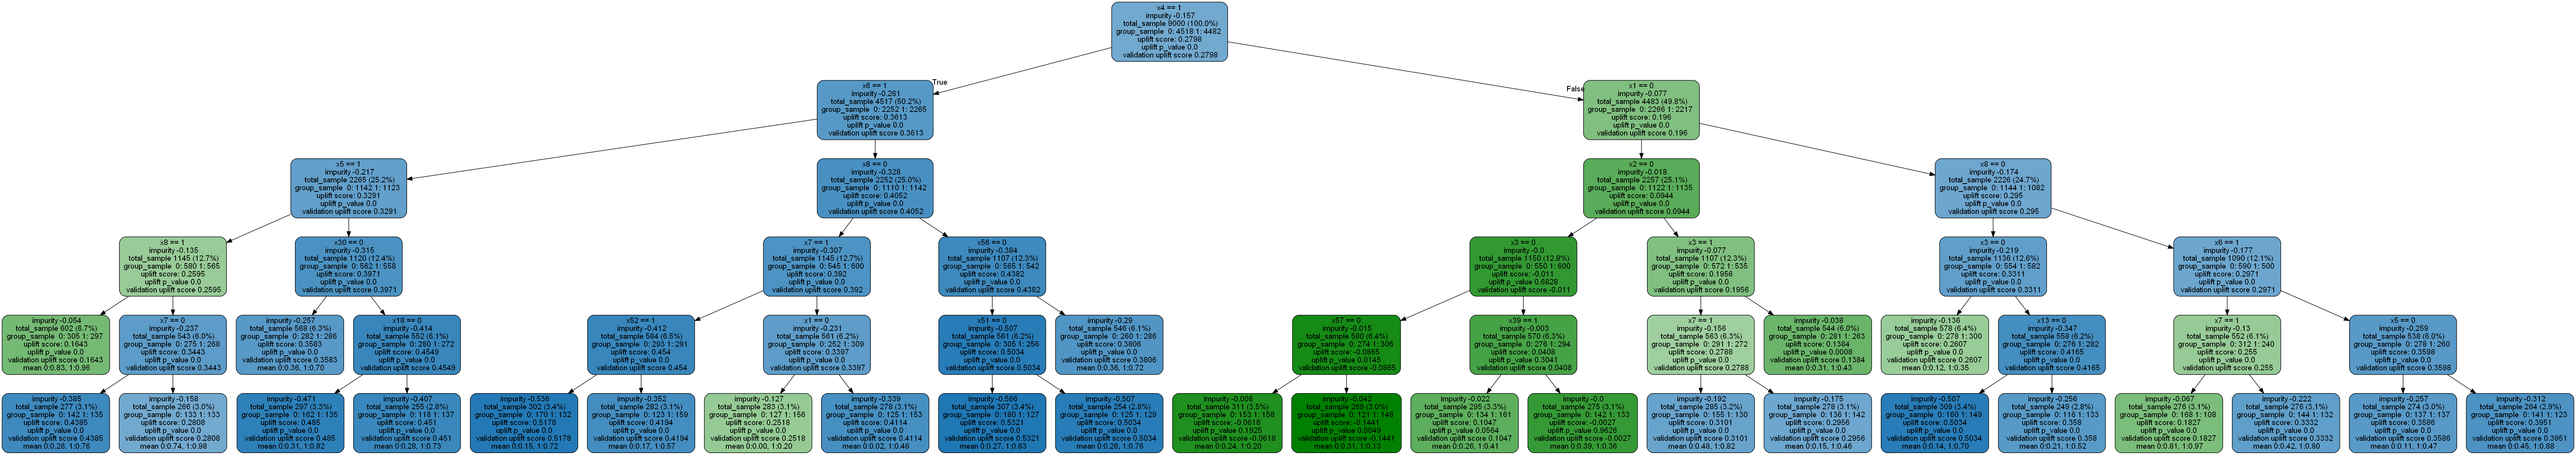 x4 == 1
impurity -0.157
total_sample 9000 (100.0%)
group_sample 0: 4518 1: 4482
uplift score: 0.2798
uplift p_value 0.0
validation uplift score 0.2798
True
False
x6 == 1
impurity -0.261
total_sample 4517 (50.2%)
group_sample 0: 2252 1: 2265
uplift score: 0.3613
uplift p_value 0.0
validation uplift score 0.3613
x1 == 0
impurity -0.077
total_sample 4483 (49.8%)
group_sample 0: 2266 1: 2217
uplift score: 0.196
uplift p_value 0.0
validation uplift score 0.196
x5 == 1
impurity -0.217
total_sample 2265 (25.2%)
group_sample 0: 1142 1: 1123
uplift score: 0.3291
uplift p_value 0.0
validation uplift score 0.3291
x8 == 0
impurity -0.328
total_sample 2252 (25.0%)
group_sample 0: 1110 1: 1142
uplift score: 0.4052
uplift p_value 0.0
validation uplift score 0.4052
x2 == 0
impurity -0.018
total_sample 2257 (25.1%)
group_sample 0: 1122 1: 1135
uplift score: 0.0944
uplift p_value 0.0
validation uplift score 0.0944
x8 == 0
impurity -0.174
total_sample 2226 (24.7%)
group_sample 0: 1144 1: 1082
uplift score: 0.295
uplift p_value 0.0
validation uplift score 0.295
x8 == 1
impurity -0.135
total_sample 1145 (12.7%)
group_sample 0: 580 1: 565
uplift score: 0.2595
uplift p_value 0.0
validation uplift score 0.2595
x30 == 0
impurity -0.315
total_sample 1120 (12.4%)
group_sample 0: 562 1: 558
uplift score: 0.3971
uplift p_value 0.0
validation uplift score 0.3971
x7 == 1
impurity -0.307
total_sample 1145 (12.7%)
group_sample 0: 545 1: 600
uplift score: 0.392
uplift p_value 0.0
validation uplift score 0.392
x56 == 0
impurity -0.384
total_sample 1107 (12.3%)
group_sample 0: 565 1: 542
uplift score: 0.4382
uplift p_value 0.0
validation uplift score 0.4382
x3 == 0
impurity -0.0
total_sample 1150 (12.8%)
group_sample 0: 550 1: 600
uplift score: -0.011
uplift p_value 0.6828
validation uplift score -0.011
x3 == 1
impurity -0.077
total_sample 1107 (12.3%)
group_sample 0: 572 1: 535
uplift score: 0.1956
uplift p_value 0.0
validation uplift score 0.1956
x3 == 0
impurity -0.219
total_sample 1136 (12.6%)
group_sample 0: 554 1: 582
uplift score: 0.3311
uplift p_value 0.0
validation uplift score 0.3311
x6 == 1
impurity -0.177
total_sample 1090 (12.1%)
group_sample 0: 590 1: 500
uplift score: 0.2971
uplift p_value 0.0
validation uplift score 0.2971
impurity -0.054
total_sample 602 (6.7%)
group_sample 0: 305 1: 297
uplift score: 0.1643
uplift p_value 0.0
validation uplift score 0.1643
mean 0:0.83, 1:0.96
x7 == 0
impurity -0.237
total_sample 543 (6.0%)
group_sample 0: 275 1: 268
uplift score: 0.3443
uplift p_value 0.0
validation uplift score 0.3443
impurity -0.257
total_sample 568 (6.3%)
group_sample 0: 282 1: 286
uplift score: 0.3583
uplift p_value 0.0
validation uplift score 0.3583
mean 0:0.36, 1:0.70
x18 == 0
impurity -0.414
total_sample 552 (6.1%)
group_sample 0: 280 1: 272
uplift score: 0.4549
uplift p_value 0.0
validation uplift score 0.4549
x52 == 1
impurity -0.412
total_sample 584 (6.5%)
group_sample 0: 293 1: 291
uplift score: 0.454
uplift p_value 0.0
validation uplift score 0.454
x1 == 0
impurity -0.231
total_sample 561 (6.2%)
group_sample 0: 252 1: 309
uplift score: 0.3397
uplift p_value 0.0
validation uplift score 0.3397
x51 == 0
impurity -0.507
total_sample 561 (6.2%)
group_sample 0: 305 1: 256
uplift score: 0.5034
uplift p_value 0.0
validation uplift score 0.5034
impurity -0.29
total_sample 546 (6.1%)
group_sample 0: 260 1: 286
uplift score: 0.3806
uplift p_value 0.0
validation uplift score 0.3806
mean 0:0.36, 1:0.72
x57 == 0
impurity -0.015
total_sample 580 (6.4%)
group_sample 0: 274 1: 306
uplift score: -0.0865
uplift p_value 0.0145
validation uplift score -0.0865
x39 == 1
impurity -0.003
total_sample 570 (6.3%)
group_sample 0: 276 1: 294
uplift score: 0.0408
uplift p_value 0.3041
validation uplift score 0.0408
x7 == 1
impurity -0.156
total_sample 563 (6.3%)
group_sample 0: 291 1: 272
uplift score: 0.2788
uplift p_value 0.0
validation uplift score 0.2788
impurity -0.038
total_sample 544 (6.0%)
group_sample 0: 281 1: 263
uplift score: 0.1384
uplift p_value 0.0008
validation uplift score 0.1384
mean 0:0.31, 1:0.43
impurity -0.136
total_sample 578 (6.4%)
group_sample 0: 278 1: 300
uplift score: 0.2607
uplift p_value 0.0
validation uplift score 0.2607
mean 0:0.12, 1:0.35
x13 == 0
impurity -0.347
total_sample 558 (6.2%)
group_sample 0: 276 1: 282
uplift score: 0.4165
uplift p_value 0.0
validation uplift score 0.4165
x7 == 1
impurity -0.13
total_sample 552 (6.1%)
group_sample 0: 312 1: 240
uplift score: 0.255
uplift p_value 0.0
validation uplift score 0.255
x5 == 0
impurity -0.259
total_sample 538 (6.0%)
group_sample 0: 278 1: 260
uplift score: 0.3598
uplift p_value 0.0
validation uplift score 0.3598
impurity -0.385
total_sample 277 (3.1%)
group_sample 0: 142 1: 135
uplift score: 0.4385
uplift p_value 0.0
validation uplift score 0.4385
mean 0:0.26, 1:0.76
impurity -0.158
total_sample 266 (3.0%)
group_sample 0: 133 1: 133
uplift score: 0.2808
uplift p_value 0.0
validation uplift score 0.2808
mean 0:0.74, 1:0.98
impurity -0.471
total_sample 297 (3.3%)
group_sample 0: 162 1: 135
uplift score: 0.485
uplift p_value 0.0
validation uplift score 0.485
mean 0:0.31, 1:0.82
impurity -0.407
total_sample 255 (2.8%)
group_sample 0: 118 1: 137
uplift score: 0.451
uplift p_value 0.0
validation uplift score 0.451
mean 0:0.28, 1:0.73
impurity -0.536
total_sample 302 (3.4%)
group_sample 0: 170 1: 132
uplift score: 0.5178
uplift p_value 0.0
validation uplift score 0.5178
mean 0:0.15, 1:0.72
impurity -0.352
total_sample 282 (3.1%)
group_sample 0: 123 1: 159
uplift score: 0.4194
uplift p_value 0.0
validation uplift score 0.4194
mean 0:0.17, 1:0.57
impurity -0.127
total_sample 283 (3.1%)
group_sample 0: 127 1: 156
uplift score: 0.2518
uplift p_value 0.0
validation uplift score 0.2518
mean 0:0.00, 1:0.20
impurity -0.339
total_sample 278 (3.1%)
group_sample 0: 125 1: 153
uplift score: 0.4114
uplift p_value 0.0
validation uplift score 0.4114
mean 0:0.02, 1:0.48
impurity -0.566
total_sample 307 (3.4%)
group_sample 0: 180 1: 127
uplift score: 0.5321
uplift p_value 0.0
validation uplift score 0.5321
mean 0:0.27, 1:0.83
impurity -0.507
total_sample 254 (2.8%)
group_sample 0: 125 1: 129
uplift score: 0.5034
uplift p_value 0.0
validation uplift score 0.5034
mean 0:0.26, 1:0.76
impurity -0.008
total_sample 311 (3.5%)
group_sample 0: 153 1: 158
uplift score: -0.0618
uplift p_value 0.1925
validation uplift score -0.0618
mean 0:0.24, 1:0.20
impurity -0.042
total_sample 269 (3.0%)
group_sample 0: 121 1: 148
uplift score: -0.1441
uplift p_value 0.0049
validation uplift score -0.1441
mean 0:0.31, 1:0.13
impurity -0.022
total_sample 295 (3.3%)
group_sample 0: 134 1: 161
uplift score: 0.1047
uplift p_value 0.0564
validation uplift score 0.1047
mean 0:0.26, 1:0.41
impurity -0.0
total_sample 275 (3.1%)
group_sample 0: 142 1: 133
uplift score: -0.0027
uplift p_value 0.9626
validation uplift score -0.0027
mean 0:0.39, 1:0.36
impurity -0.192
total_sample 285 (3.2%)
group_sample 0: 155 1: 130
uplift score: 0.3101
uplift p_value 0.0
validation uplift score 0.3101
mean 0:0.48, 1:0.82
impurity -0.175
total_sample 278 (3.1%)
group_sample 0: 136 1: 142
uplift score: 0.2956
uplift p_value 0.0
validation uplift score 0.2956
mean 0:0.15, 1:0.46
impurity -0.507
total_sample 309 (3.4%)
group_sample 0: 160 1: 149
uplift score: 0.5034
uplift p_value 0.0
validation uplift score 0.5034
mean 0:0.14, 1:0.70
impurity -0.256
total_sample 249 (2.8%)
group_sample 0: 116 1: 133
uplift score: 0.358
uplift p_value 0.0
validation uplift score 0.358
mean 0:0.21, 1:0.52
impurity -0.067
total_sample 276 (3.1%)
group_sample 0: 168 1: 108
uplift score: 0.1827
uplift p_value 0.0
validation uplift score 0.1827
mean 0:0.81, 1:0.97
impurity -0.222
total_sample 276 (3.1%)
group_sample 0: 144 1: 132
uplift score: 0.3332
uplift p_value 0.0
validation uplift score 0.3332
mean 0:0.42, 1:0.80
impurity -0.257
total_sample 274 (3.0%)
group_sample 0: 137 1: 137
uplift score: 0.3586
uplift p_value 0.0
validation uplift score 0.3586
mean 0:0.11, 1:0.47
impurity -0.312
total_sample 264 (2.9%)
group_sample 0: 141 1: 123
uplift score: 0.3951
uplift p_value 0.0
validation uplift score 0.3951
mean 0:0.45, 1:0.88